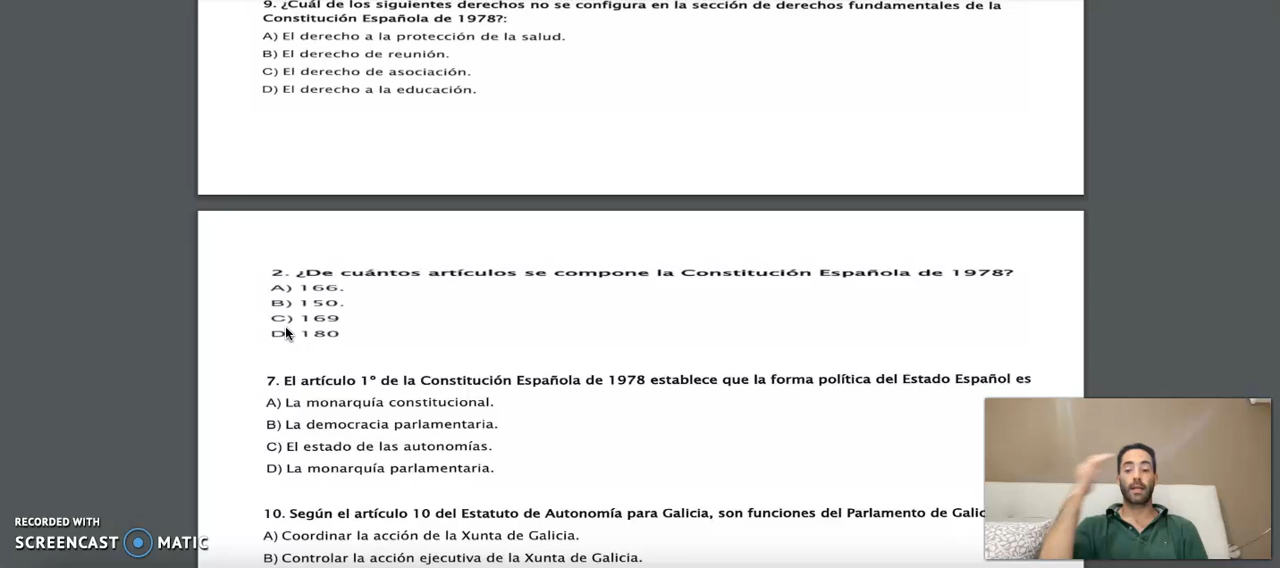 9. ¿Cuál de los siguientes derechos no se configura en la sección de derechos fundamentales de la
Constitución Española de 1978?:
A) El derecho a la protección de la salud.
B) El derecho de reunión.
C) El derecho de asociación.
D) El derecho a la educación.
2. ¿De cuántos artículos se compone la Constitución Española de 1978?
A) 166.
B) 150.
C) 169
D) 180
7. El artículo 1º de la Constitución Española de 1978 establece que la forma política del Estado Español es
A) La monarquía constitucional.
B) La democracia parlamentaria.
C) El estado de las autonomías.
D) La monarquía parlamentaria.
10. Según el artículo 10 del Estatuto de Autonomía para Galicia, son funciones del Parlamento de Galic
A) Coordinar la acción de la Xunta de Galicia.
B) Controlar la acción ejecutiva de la Xunta de Galicia.
RECORDED WITH
SCREENCAST MATIC